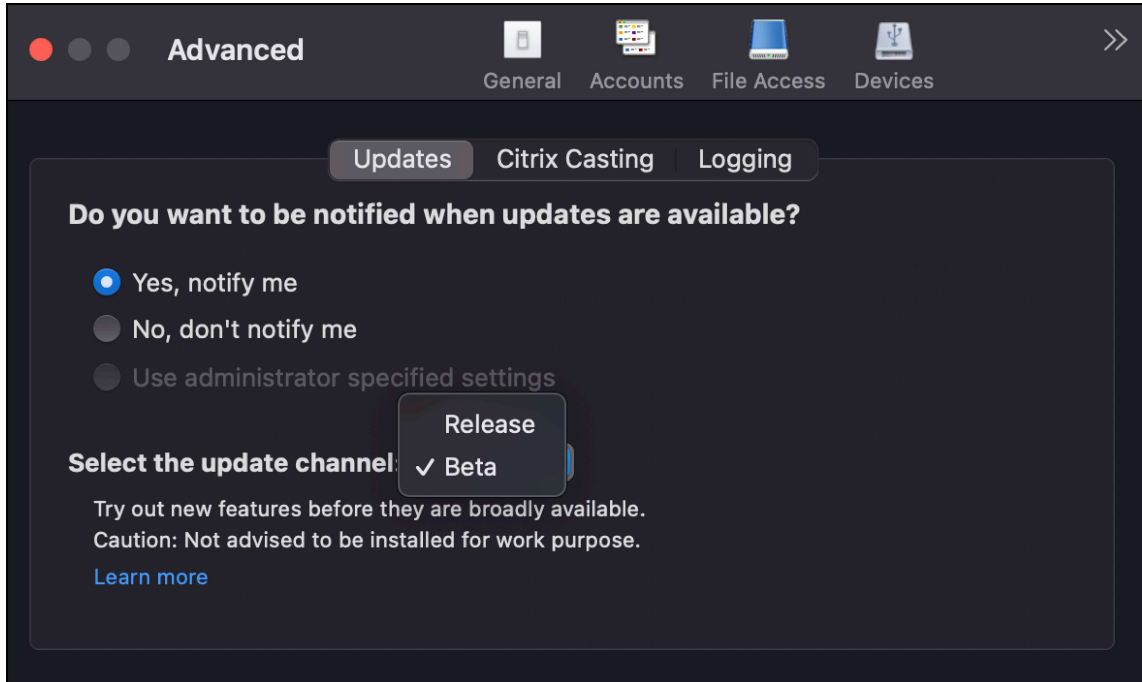 Advanced
General Accounts File Access Devices
Updates Citrix Casting Logging
Do you want to be notified when updates are available?
Yes, notify me
No, don't notify me
Use administrator specified settings
Release
Select the update channel: Beta
Try out new features before they are broadly available.
Caution: Not advised to be installed for work purpose.
Learn more